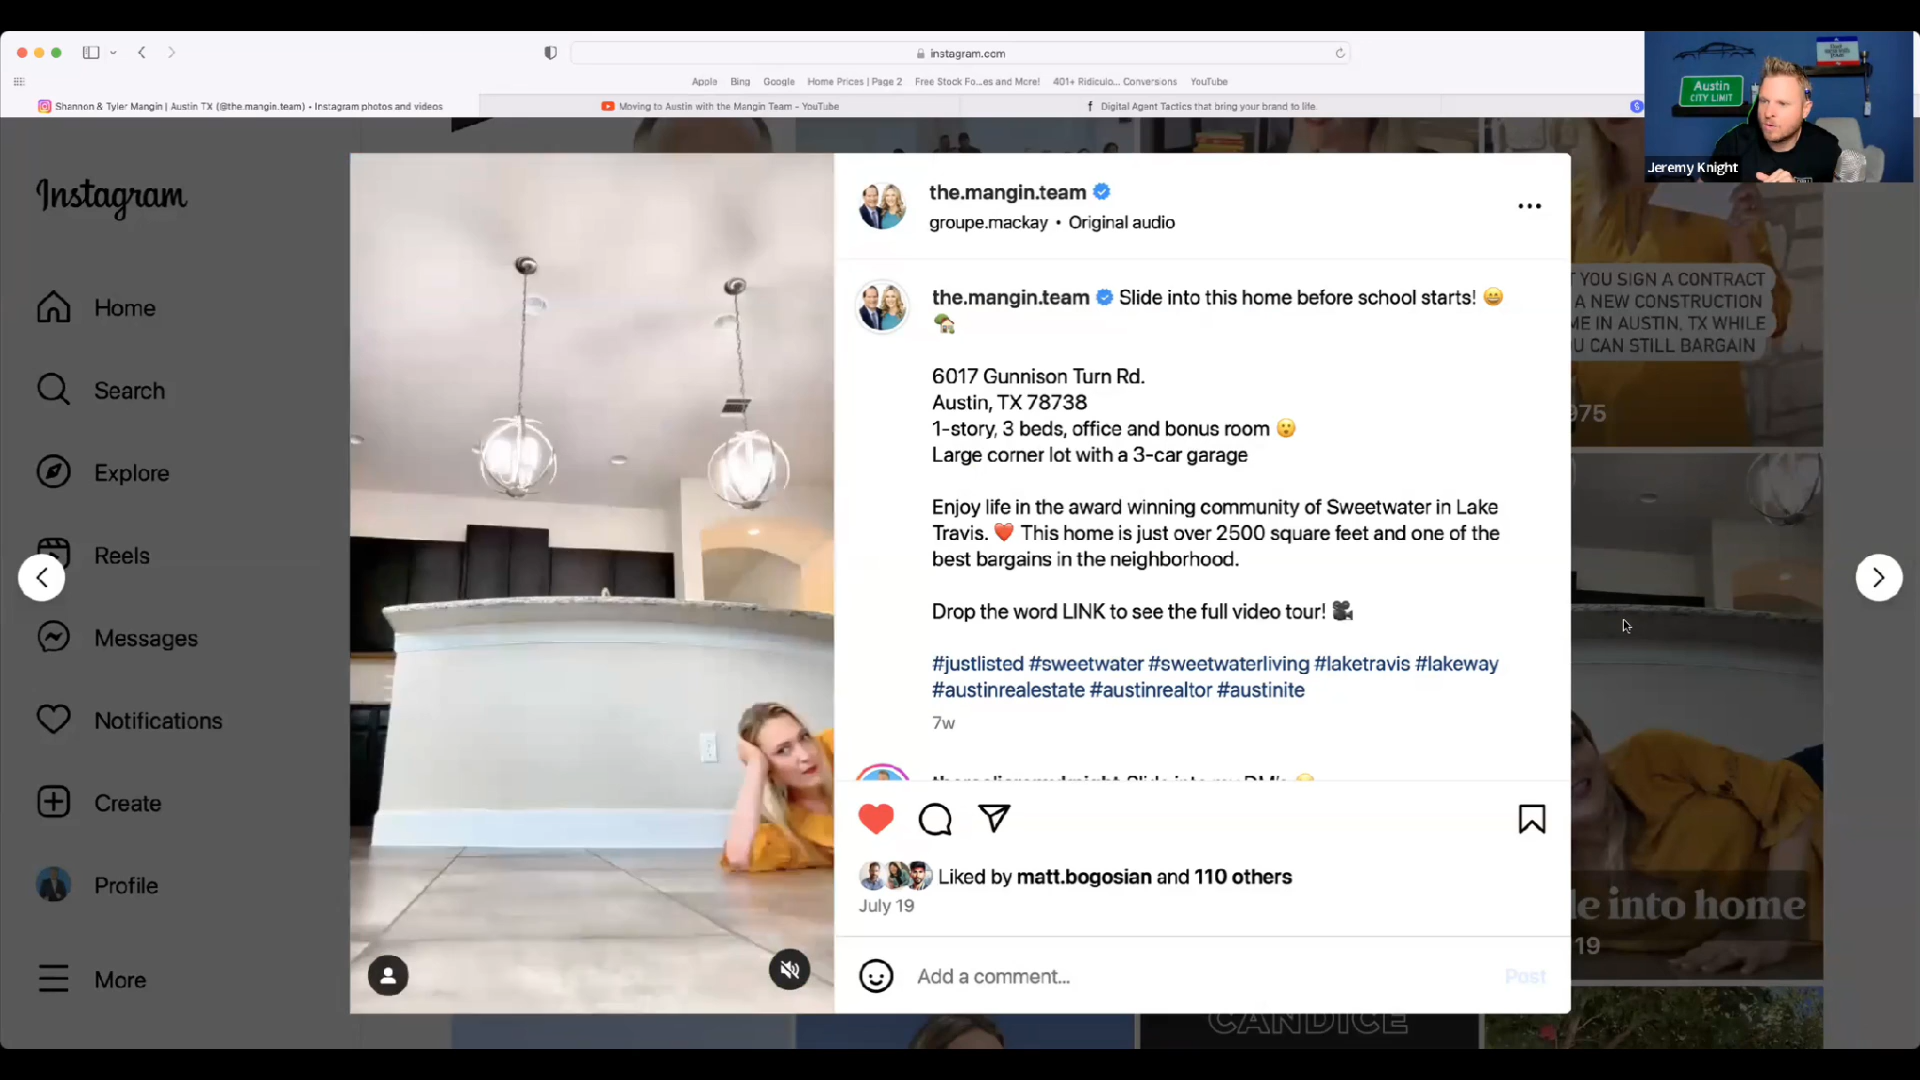 instagram.com
Apple Bing Google Home Prices | Page 2 Free Stock Fo...es and More! 401+ Ridiculo... Conversions YouTube
Shannon & Tyler Mangin | Austin TX (@the.mangin.team) • Instagram photos and videos
Moving to Austin with the Mangin Team - YouTube
Digital Agent Tactics that bring your brand to life.
Austin
CITY LIMIT
Jeremy Knight
Instagram
Home
Search
Explore
Reels
Messages
Notifications
Create
Profile
More
the.mangin.team
groupe.mackay • Original audio
the.mangin.team Slide into this home before school starts! 😄
🏡
6017 Gunnison Turn Rd.
Austin, TX 78738
1-story, 3 beds, office and bonus room 😮
Large corner lot with a 3-car garage
Enjoy life in the award winning community of Sweetwater in Lake
Travis. ❤️ This home is just over 2500 square feet and one of the
best bargains in the neighborhood.
Drop the word LINK to see the full video tour! 🎥
#justlisted #sweetwater #sweetwaterliving #laketravis #lakeway
#austinrealestate #austinrealtor #austinite
7w
Liked by matt.bogosian and 110 others
July 19
Add a comment...
Post
YOU SIGN A CONTRACT
A NEW CONSTRUCTION
ME IN AUSTIN, TX WHILE
U CAN STILL BARGAIN
975
e into home
19
CANDICE